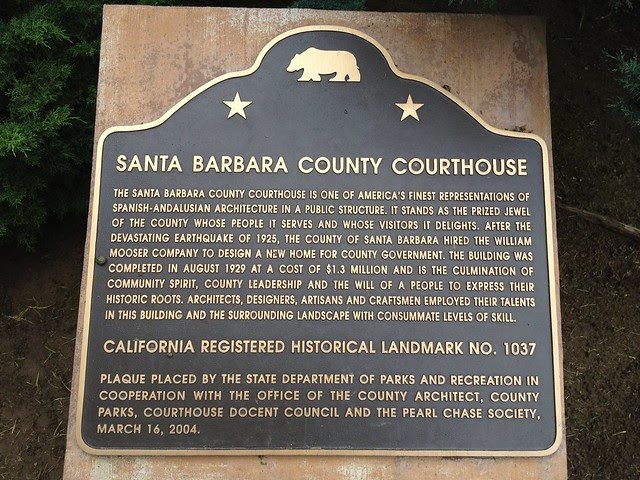 SANTA BARBARA COUNTY COURTHOUSE
THE SANTA BARBARA COUNTY COURTHOUSE IS ONE OF AMERICA'S FINEST REPRESENTATIONS OF
SPANISH-ANDALUSIAN ARCHITECTURE IN A PUBLIC STRUCTURE. IT STANDS AS THE PRIZED JEWEL
OF THE COUNTY WHOSE PEOPLE IT SERVES AND WHOSE VISITORS IT DELIGHTS. AFTER THE
DEVASTATING EARTHQUAKE OF 1925, THE COUNTY OF SANTA BARBARA HIRED THE WILLIAM
MOOSER COMPANY TO DESIGN A NEW HOME FOR COUNTY GOVERNMENT. THE BUILDING WAS
COMPLETED IN AUGUST 1929 AT A COST OF $1.3 MILLION AND IS THE CULMINATION OF
COMMUNITY SPIRIT, COUNTY LEADERSHIP AND THE WILL OF A PEOPLE TO EXPRESS THEIR
HISTORIC ROOTS. ARCHITECTS, DESIGNERS, ARTISANS AND CRAFTSMEN EMPLOYED THEIR TALENTS
IN THIS BUILDING AND THE SURROUNDING LANDSCAPE WITH CONSUMMATE LEVELS OF SKILL.
CALIFORNIA REGISTERED HISTORICAL LANDMARK NO. 1037
PLAQUE PLACED BY THE STATE DEPARTMENT OF PARKS AND RECREATION IN
COOPERATION WITH THE OFFICE OF THE COUNTY ARCHITECT, COUNTY
PARKS, COURTHOUSE DOCENT COUNCIL AND THE PEARL CHASE SOCIETY,
MARCH 16, 2004.